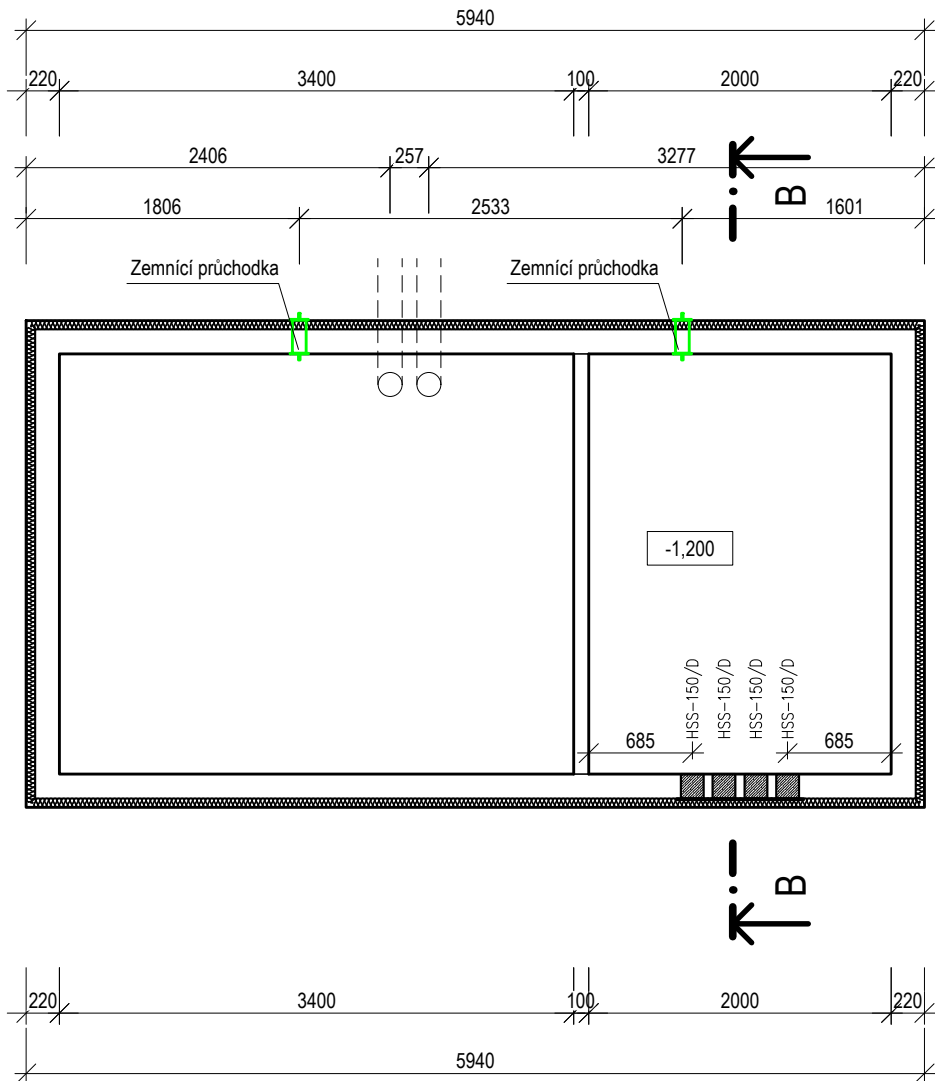 5940
220 3400 100 2000 220
2406 257 3277
B
1806 2533 1601
Zemnící průchodka Zemnící průchodka
-1,200
HSS-150/D
HSS-150/D
HSS-150/D
HSS-150/D
685 685
B
220 3400 100 2000 220
5940